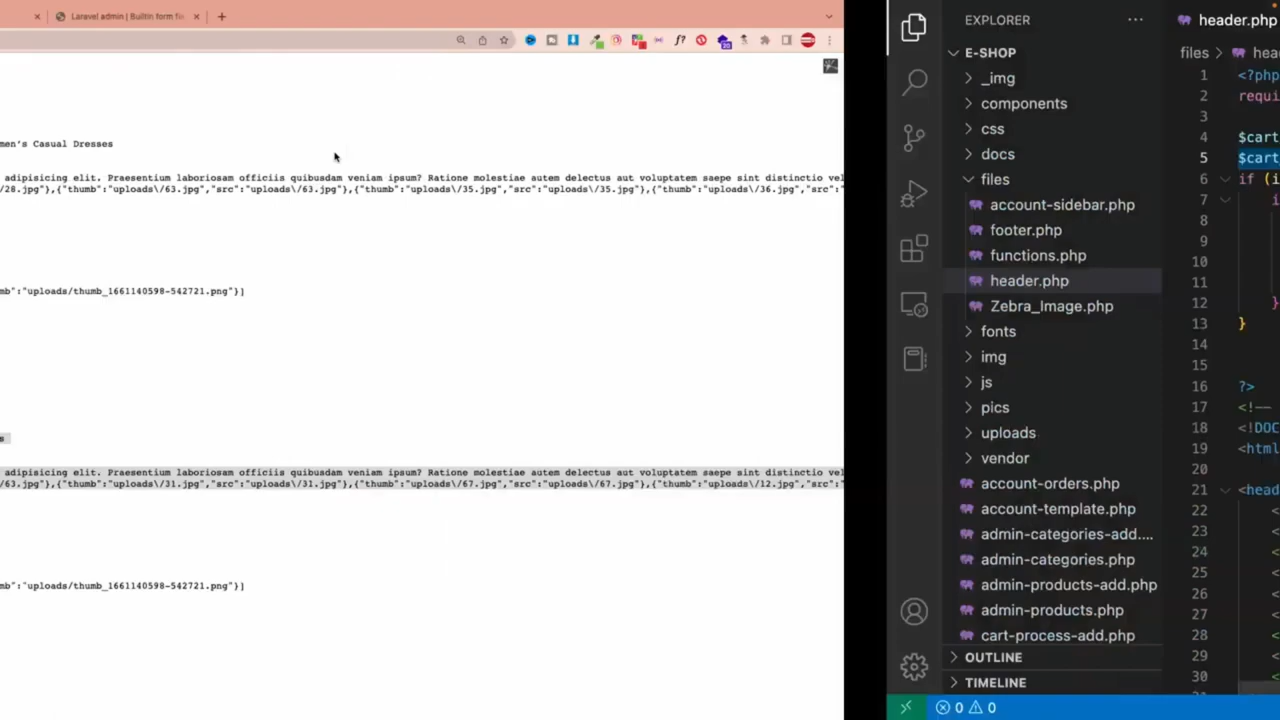 Laravel admin | Builtin form fi
men's Casual Dresses
adipisicing elit. Praesentium laboriosam officiis quibusdam veniam ipsum? Ratione molestiae autem delectus aut voluptatem saepe sint distinctio vel
/28.jpg"},{"thumb":"uploads\/63.jpg","src":"uploads\/63.jpg"},{"thumb":"uploads\/35.jpg","src":"uploads\/35.jpg"},{"thumb":"uploads\/36.jpg","src":"
mb":"uploads/thumb_1661140598-542721.png"}]
s
adipisicing elit. Praesentium laboriosam officiis quibusdam veniam ipsum? Ratione molestiae autem delectus aut voluptatem saepe sint distinctio vel
/63.jpg"},{"thumb":"uploads\/31.jpg","src":"uploads\/31.jpg"},{"thumb":"uploads\/67.jpg","src":"uploads\/67.jpg"},{"thumb":"uploads\/12.jpg","src":"
mb":"uploads/thumb_1661140598-542721.png"}]
EXPLORER
E-SHOP
_img
components
css
docs
files
account-sidebar.php
footer.php
functions.php
header.php
Zebra_Image.php
fonts
img
js
pics
uploads
vendor
account-orders.php
account-template.php
admin-categories-add....
admin-categories.php
admin-products-add.php
admin-products.php
cart-process-add.php
OUTLINE
TIMELINE
0 0
header.php
files > head
1 <?php
2 requi
3
4 $cart
5 $cart
6 if (i
7 i
8
9
10
11
12 }
13 }
14
15
16 ?>
17 <!--
18 <!DOC
19 <html
20
21 <head
22 <
23 <
24 <
25 <
26 <
27 <
28 <
29 <
30 <